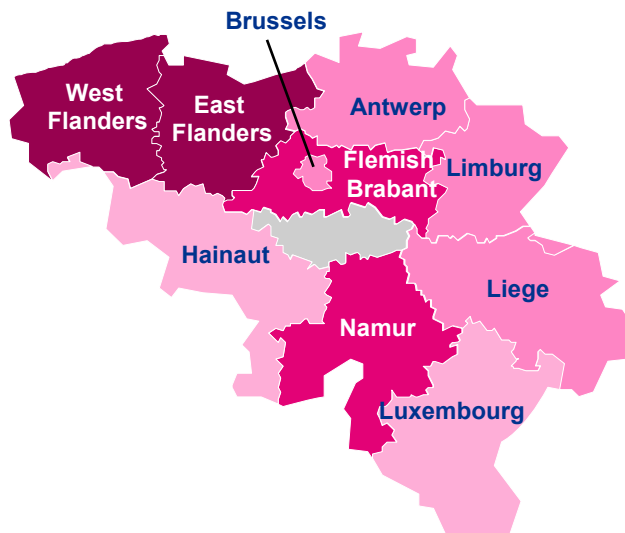 Brussels
West
Flanders
East
Flanders
Antwerp
Flemish
Brabant
Limburg
Hainaut
Liege
Namur
Luxembourg